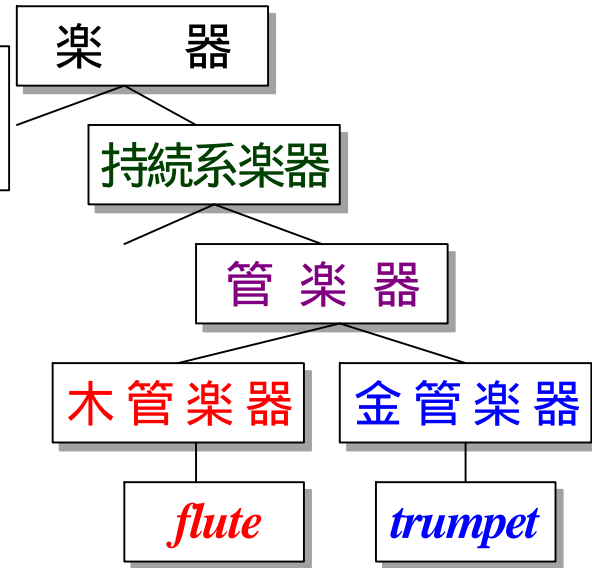 楽 器
持続系楽器
管 楽 器
木 管 楽 器
金 管 楽 器
flute
trumpet